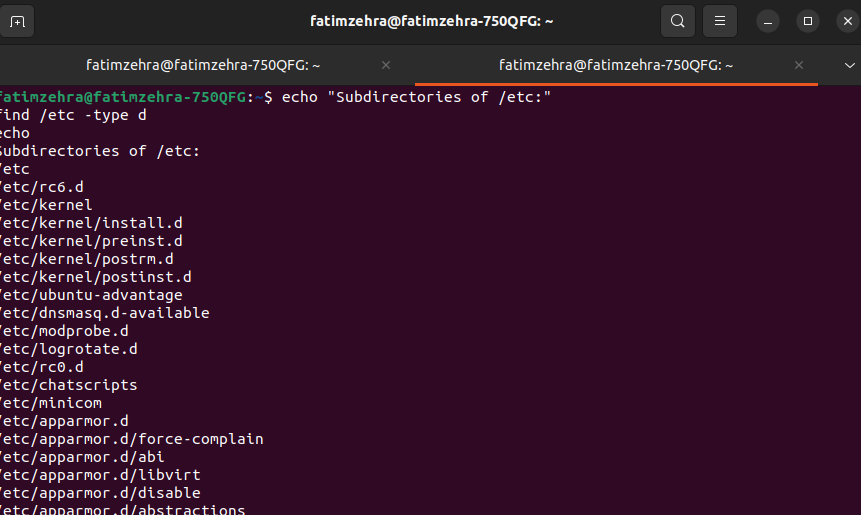 fatimzehra@fatimzehra-750QFG: ~
fatimzehra@fatimzehra-750QFG: ~
fatimzehra@fatimzehra-750QFG: ~
fatimzehra@fatimzehra-750QFG:~$ echo "Subdirectories of /etc:"
find /etc -type d
echo
Subdirectories of /etc:
/etc
/etc/rc6.d
/etc/kernel
/etc/kernel/install.d
/etc/kernel/preinst.d
/etc/kernel/postrm.d
/etc/kernel/postinst.d
/etc/ubuntu-advantage
/etc/dnsmasq.d-available
/etc/modprobe.d
/etc/logrotate.d
/etc/rc0.d
/etc/chatscripts
/etc/minicom
/etc/apparmor.d
/etc/apparmor.d/force-complain
/etc/apparmor.d/abi
/etc/apparmor.d/libvirt
/etc/apparmor.d/disable
/etc/apparmor.d/abstractions